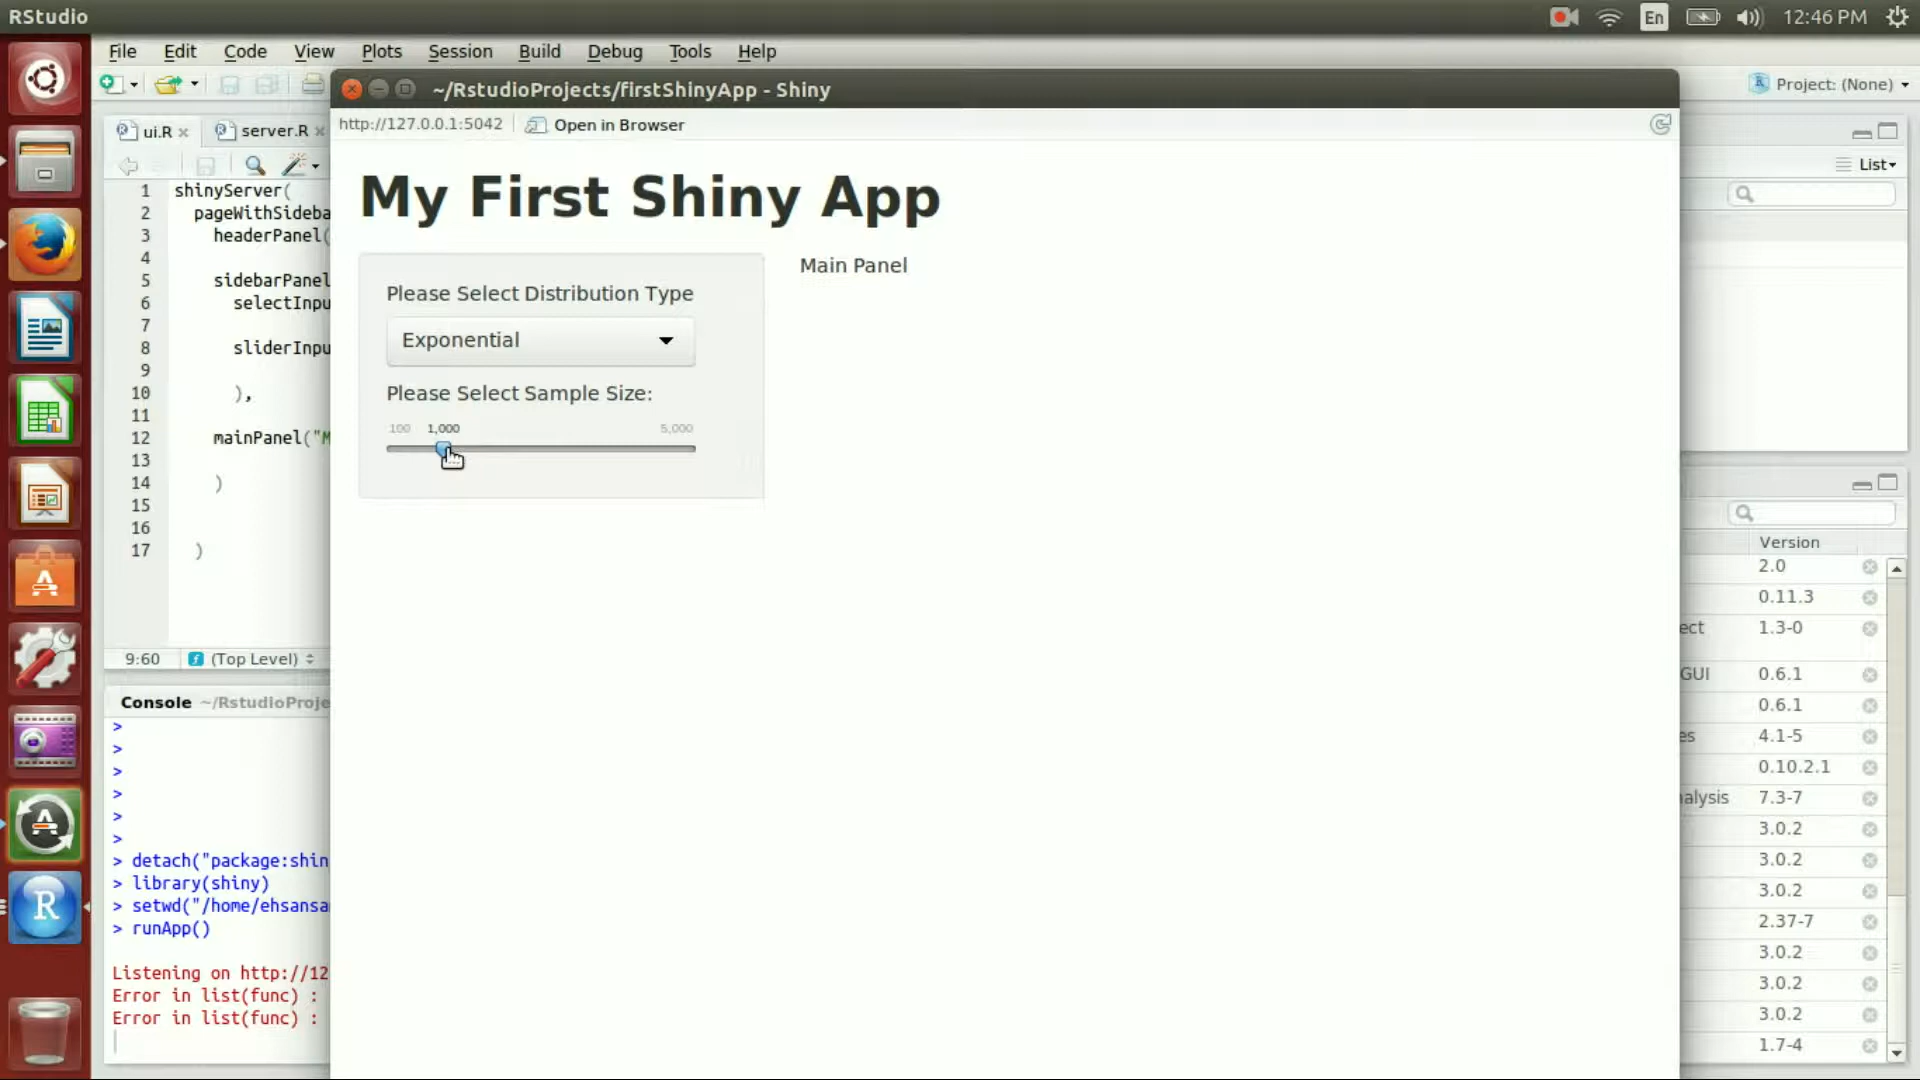 RStudio
En
12:46 PM
File Edit Code View Plots Session Build Debug Tools Help
~/RstudioProjects/firstShinyApp - Shiny
Project: (None)
http://127.0.0.1:5042 Open in Browser
ui.R server.R
List
My First Shiny App
Main Panel
Please Select Distribution Type
Exponential
Please Select Sample Size:
100 1,000 5,000
1 shinyServer(
2 pageWithSideba
3 headerPanel(
4
5 sidebarPanel
6 selectInpu
7
8 sliderInpu
9
10 ),
11
12 mainPanel("M
13
14 )
15
16
17 )
9:60 (Top Level)
Console ~/RstudioProje
>
>
>
>
>
>
> detach("package:shin
> library(shiny)
> setwd("/home/ehsansa
> runApp()
Listening on http://12
Error in list(func) :
Error in list(func) :
Version
2.0
0.11.3
ect 1.3-0
GUI 0.6.1
0.6.1
es 4.1-5
0.10.2.1
nalysis 7.3-7
3.0.2
3.0.2
3.0.2
2.37-7
3.0.2
3.0.2
3.0.2
1.7-4